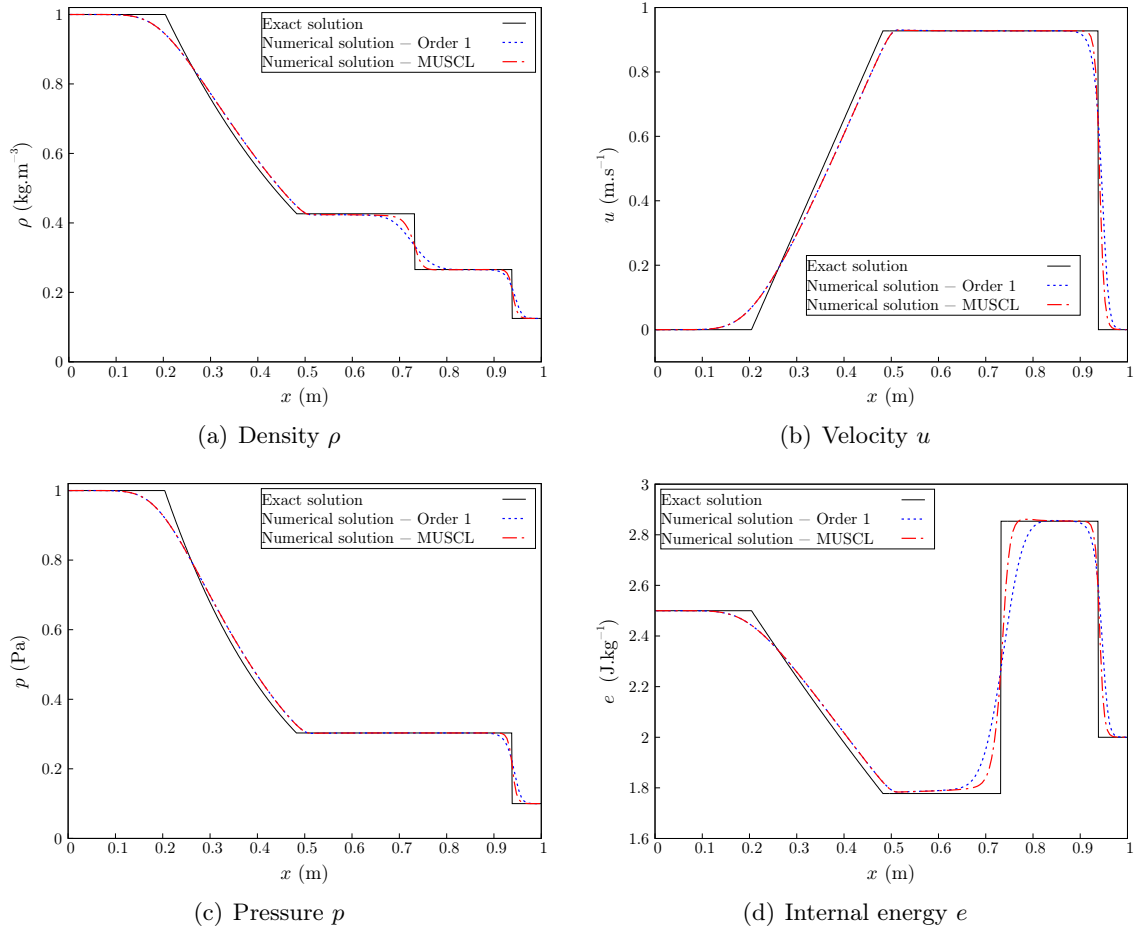 1
0.8
0.6
0.4
0.2
0
ρ (kg.m⁻³)
Exact solution
Numerical solution − Order 1
Numerical solution − MUSCL
0 0.1 0.2 0.3 0.4 0.5 0.6 0.7 0.8 0.9 1
x (m)
(a) Density ρ
1
0.8
0.6
0.4
0.2
0
u (m.s⁻¹)
Exact solution
Numerical solution − Order 1
Numerical solution − MUSCL
0 0.1 0.2 0.3 0.4 0.5 0.6 0.7 0.8 0.9 1
x (m)
(b) Velocity u
1
0.8
0.6
0.4
0.2
0
p (Pa)
Exact solution
Numerical solution − Order 1
Numerical solution − MUSCL
0 0.1 0.2 0.3 0.4 0.5 0.6 0.7 0.8 0.9 1
x (m)
(c) Pressure p
3
2.8
2.6
2.4
2.2
2
1.8
1.6
e (J.kg⁻¹)
Exact solution
Numerical solution − Order 1
Numerical solution − MUSCL
0 0.1 0.2 0.3 0.4 0.5 0.6 0.7 0.8 0.9 1
x (m)
(d) Internal energy e